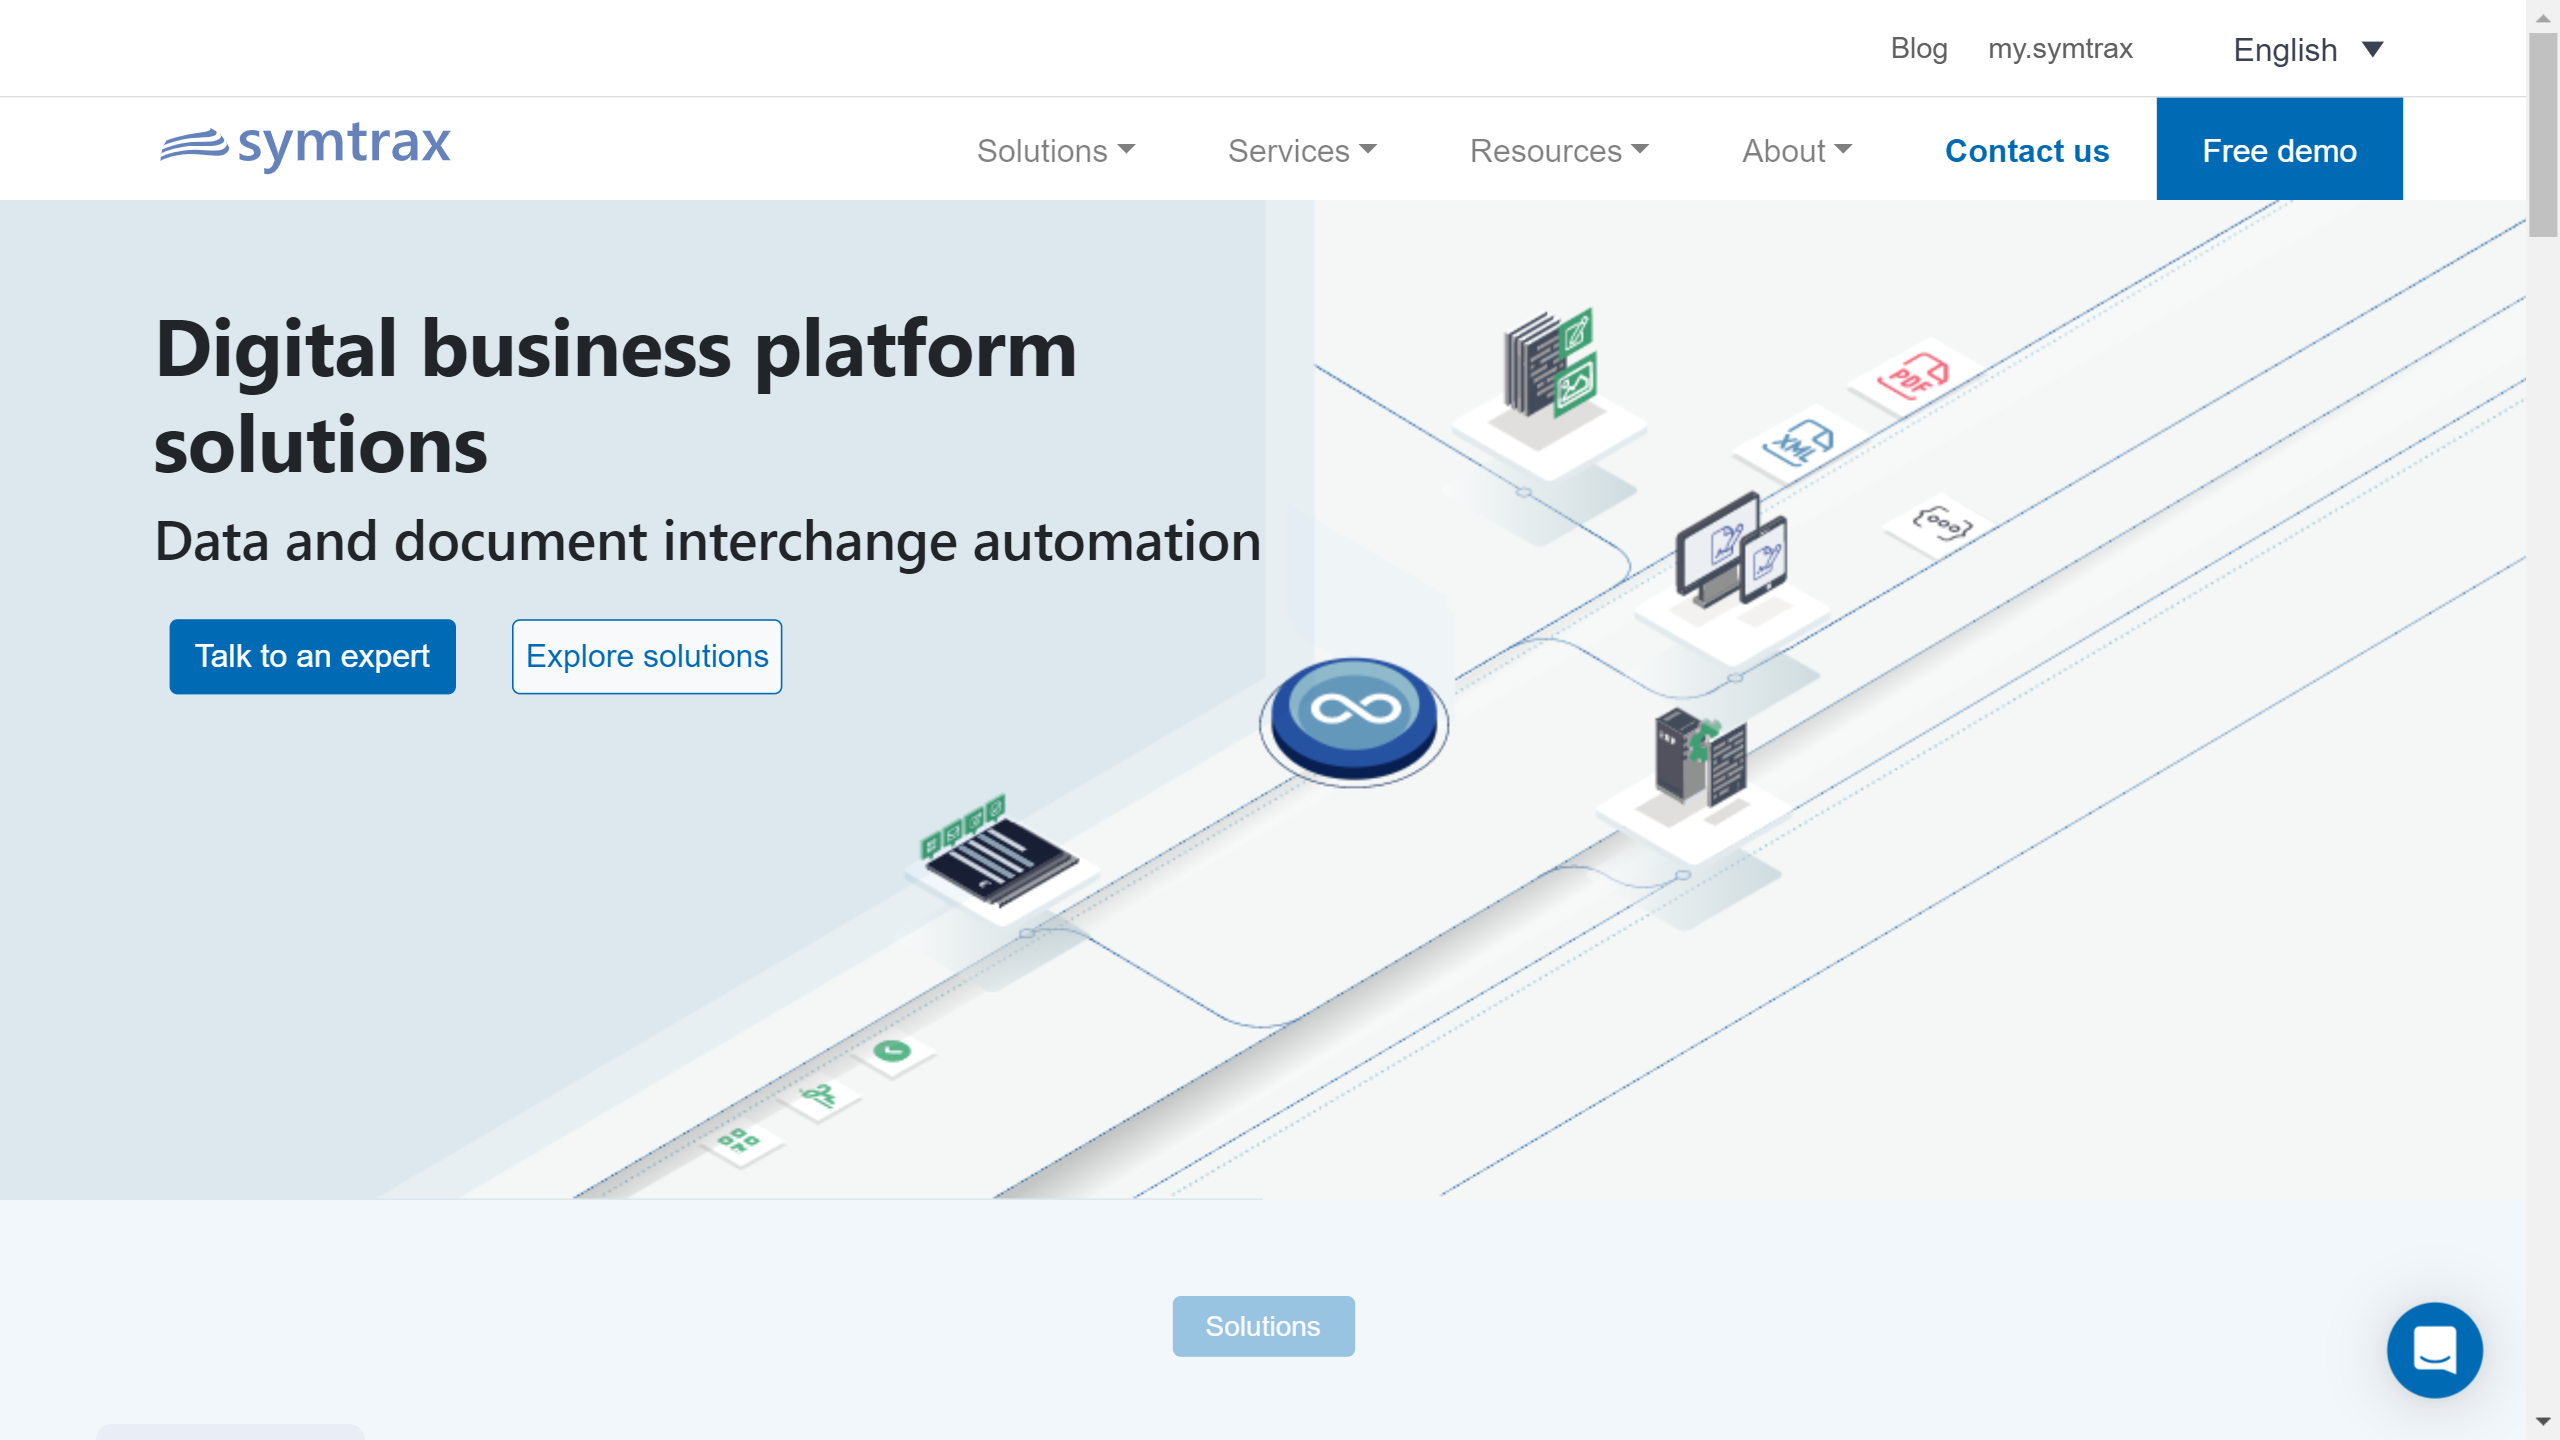 Blog my.symtrax English
symtrax Solutions Services Resources About Contact us Free demo
Digital business platform
solutions
Data and document interchange automation
Talk to an expert Explore solutions
PDF
XML
ERP
Solutions